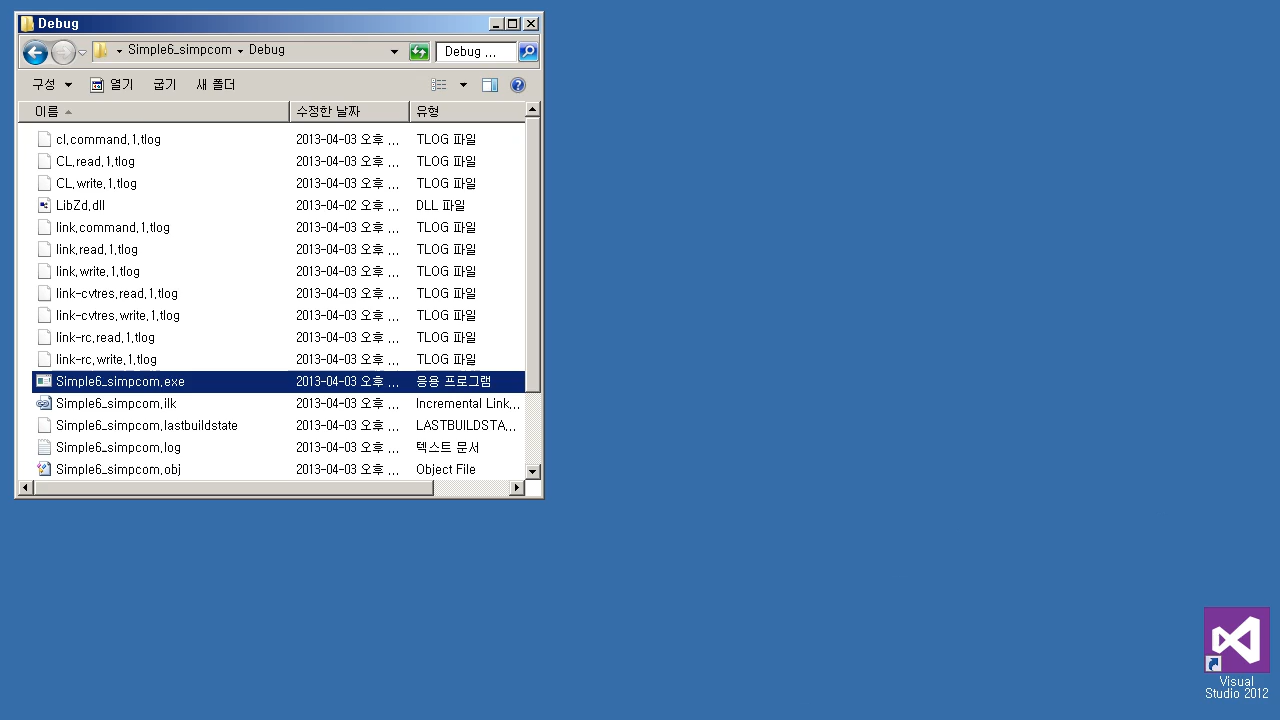 Debug
Simple6_simpcom Debug Debug ...
구성 열기 굽기 새 폴더
이름 수정한 날짜 유형
cl.command.1.tlog 2013-04-03 오후 ... TLOG 파일
CL.read.1.tlog 2013-04-03 오후 ... TLOG 파일
CL.write.1.tlog 2013-04-03 오후 ... TLOG 파일
LibZd.dll 2013-04-02 오후 ... DLL 파일
link.command.1.tlog 2013-04-03 오후 ... TLOG 파일
link.read.1.tlog 2013-04-03 오후 ... TLOG 파일
link.write.1.tlog 2013-04-03 오후 ... TLOG 파일
link-cvtres.read.1.tlog 2013-04-03 오후 ... TLOG 파일
link-cvtres.write.1.tlog 2013-04-03 오후 ... TLOG 파일
link-rc.read.1.tlog 2013-04-03 오후 ... TLOG 파일
link-rc.write.1.tlog 2013-04-03 오후 ... TLOG 파일
Simple6_simpcom.exe 2013-04-03 오후 ... 응용 프로그램
Simple6_simpcom.ilk 2013-04-03 오후 ... Incremental Link...
Simple6_simpcom.lastbuildstate 2013-04-03 오후 ... LASTBUILDSTA...
Simple6_simpcom.log 2013-04-03 오후 ... 텍스트 문서
Simple6_simpcom.obj 2013-04-03 오후 ... Object File
Visual
Studio 2012